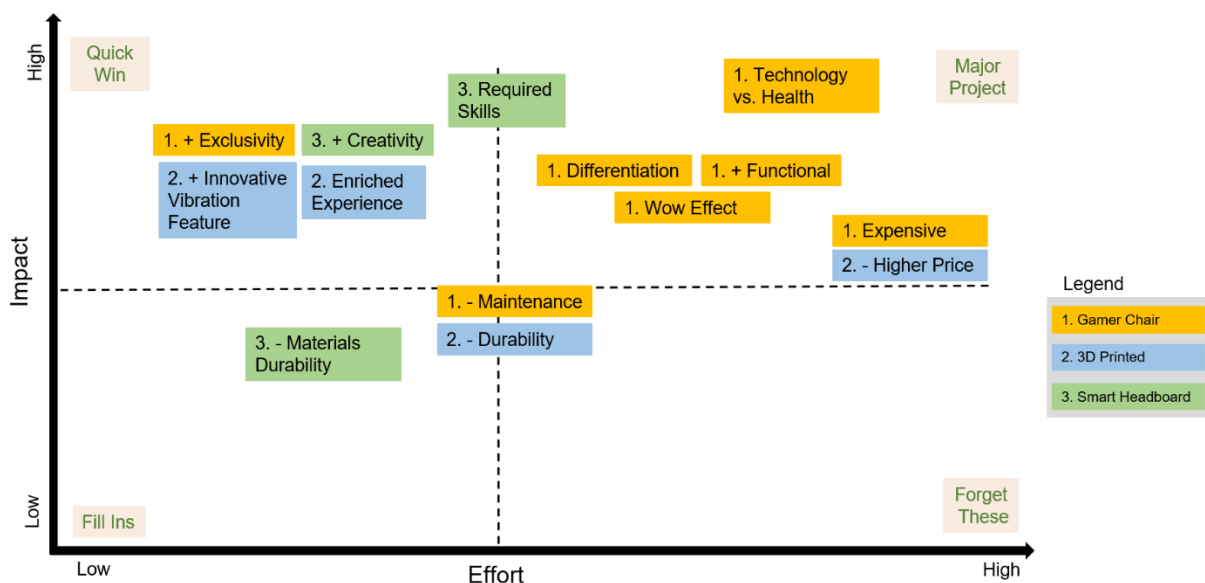 High
Quick
Win
Major
Project
1. Technology
vs. Health
3. Required
Skills
1. + Exclusivity
3. + Creativity
2. + Innovative
Vibration
Feature
2. Enriched
Experience
1. Differentiation
1. + Functional
1. Wow Effect
1. Expensive
2. - Higher Price
Impact
1. - Maintenance
2. - Durability
3. - Materials
Durability
Legend
1. Gamer Chair
2. 3D Printed
3. Smart Headboard
Low
Fill Ins
Forget
These
Low
Effort
High